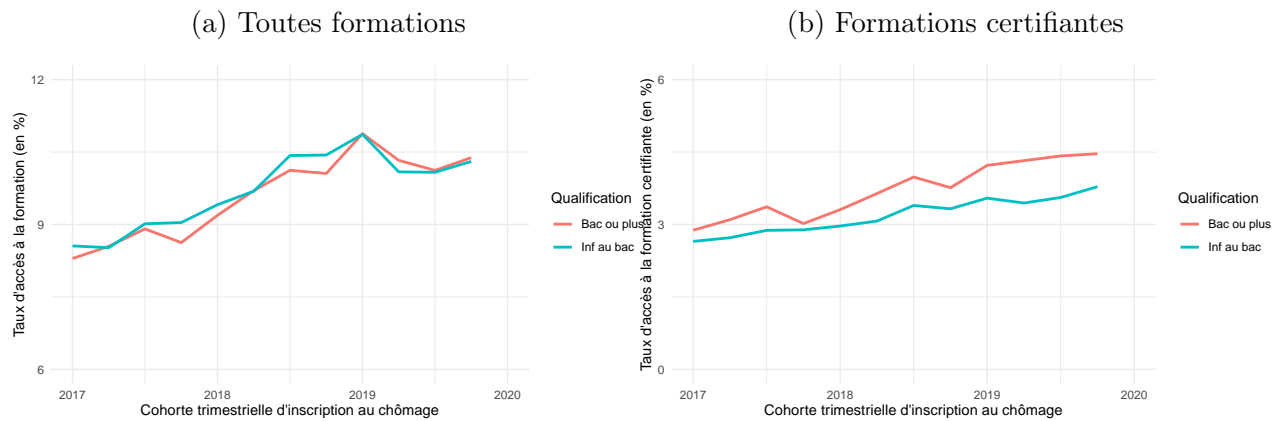 (a) Toutes formations
Taux d'accès à la formation (en %)
12
9
6
2017
2018
2019
2020
Cohorte trimestrielle d'inscription au chômage
Qualification
Bac ou plus
Inf au bac
(b) Formations certifiantes
Taux d'accès à la formation certifiante (en %)
6
3
0
2017
2018
2019
2020
Cohorte trimestrielle d'inscription au chômage
Qualification
Bac ou plus
Inf au bac